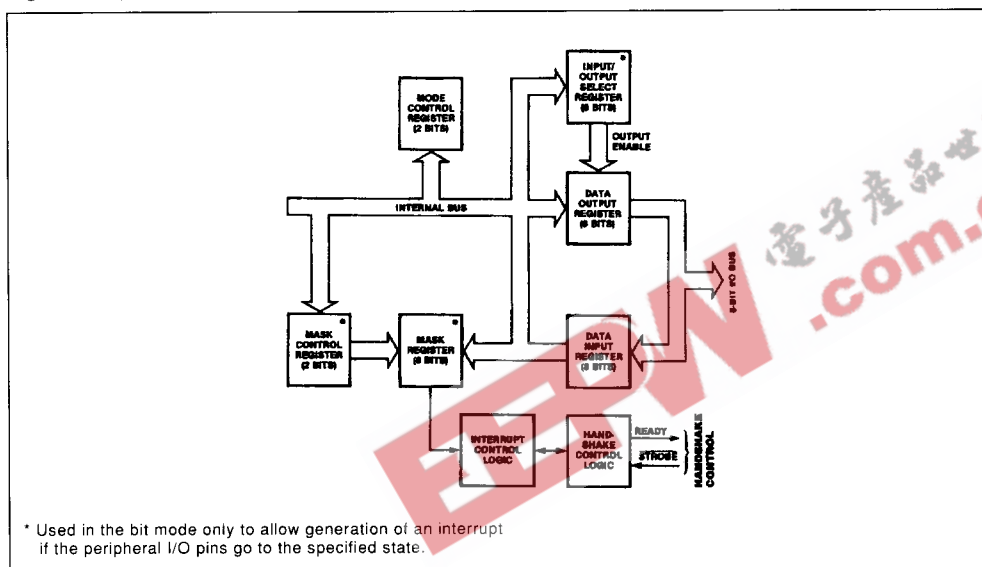 INPUT/
OUTPUT
SELECT
REGISTER
(8 BITS)
*
MODE
CONTROL
REGISTER
(2 BITS)
OUTPUT
ENABLE
DATA
OUTPUT
REGISTER
(8 BITS)
INTERNAL BUS
8-BIT I/O BUS
MASK
CONTROL
REGISTER
(2 BITS)
*
MASK
REGISTER
(8 BITS)
*
DATA
INPUT
REGISTER
(8 BITS)
INTERRUPT
CONTROL
LOGIC
HAND-
SHAKE
CONTROL
LOGIC
READY
STROBE
HANDSHAKE
CONTROL
* Used in the bit mode only to allow generation of an interrupt
if the peripheral I/O pins go to the specified state.
EEPW
.com.c
電子產品世